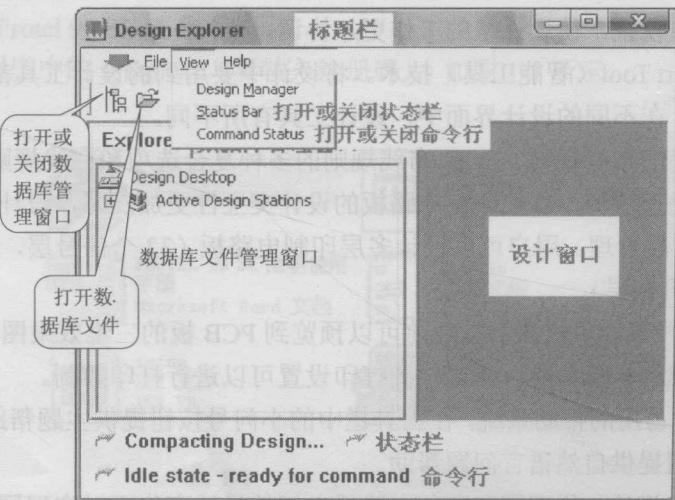 Design Explorer 标题栏
File View Help
Design Manager
Status Bar 打开或关闭状态栏
Command Status 打开或关闭命令行
打开或
关闭数
据库管
理窗口
Explore
Design Desktop
Active Design Stations
数据库文件管理窗口
设计窗口
打开数
据库文件
Compacting Design... 状态栏
Idle state - ready for command 命令行